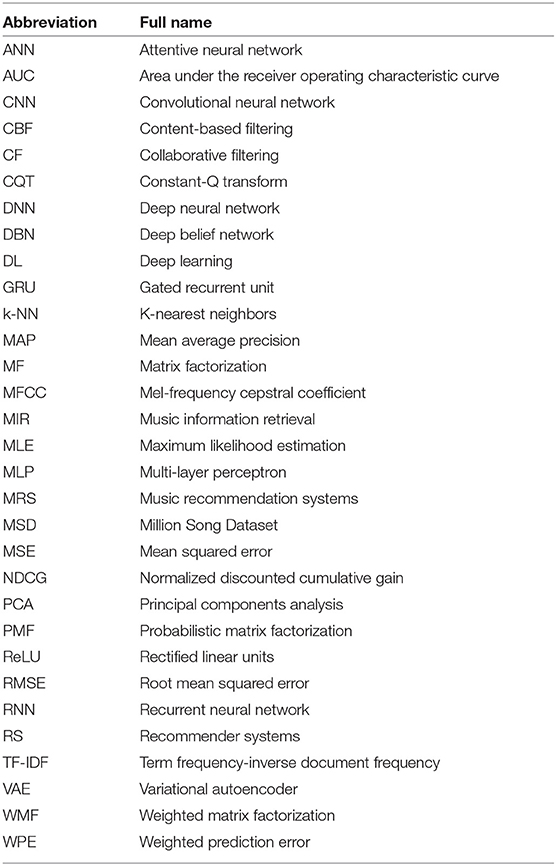 Abbreviation Full name
ANN Attentive neural network
AUC Area under the receiver operating characteristic curve
CNN Convolutional neural network
CBF Content-based filtering
CF Collaborative filtering
CQT Constant-Q transform
DNN Deep neural network
DBN Deep belief network
DL Deep learning
GRU Gated recurrent unit
k-NN K-nearest neighbors
MAP Mean average precision
MF Matrix factorization
MFCC Mel-frequency cepstral coefficient
MIR Music information retrieval
MLE Maximum likelihood estimation
MLP Multi-layer perceptron
MRS Music recommendation systems
MSD Million Song Dataset
MSE Mean squared error
NDCG Normalized discounted cumulative gain
PCA Principal components analysis
PMF Probabilistic matrix factorization
ReLU Rectified linear units
RMSE Root mean squared error
RNN Recurrent neural network
RS Recommender systems
TF-IDF Term frequency-inverse document frequency
VAE Variational autoencoder
WMF Weighted matrix factorization
WPE Weighted prediction error